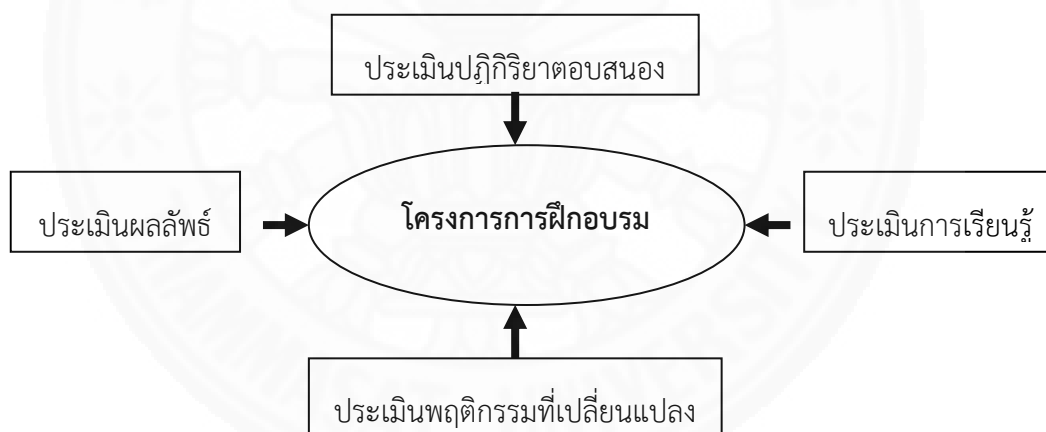 ประเมินปฏิกิริยาตอบสนอง
ประเมินผลลัพธ์
โครงการการฝึกอบรม
ประเมินการเรียนรู้
ประเมินพฤติกรรมที่เปลี่ยนแปลง